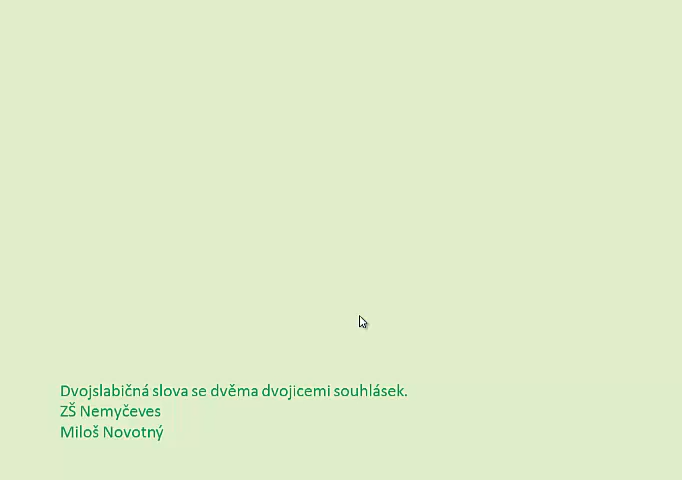 Dvojslabičná slova se dvěma dvojicemi souhlásek.
ZŠ Nemyčeves
Miloš Novotný